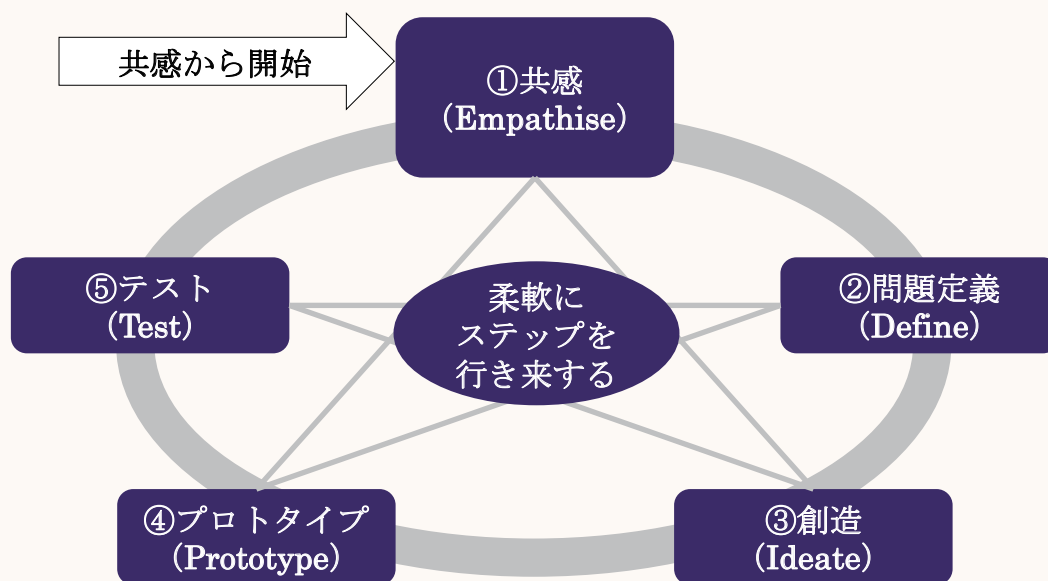 共感から開始
①共感
(Empathise)
②問題定義
(Define)
③創造
(Ideate)
④プロトタイプ
(Prototype)
⑤テスト
(Test)
柔軟に
ステップを
行き来する